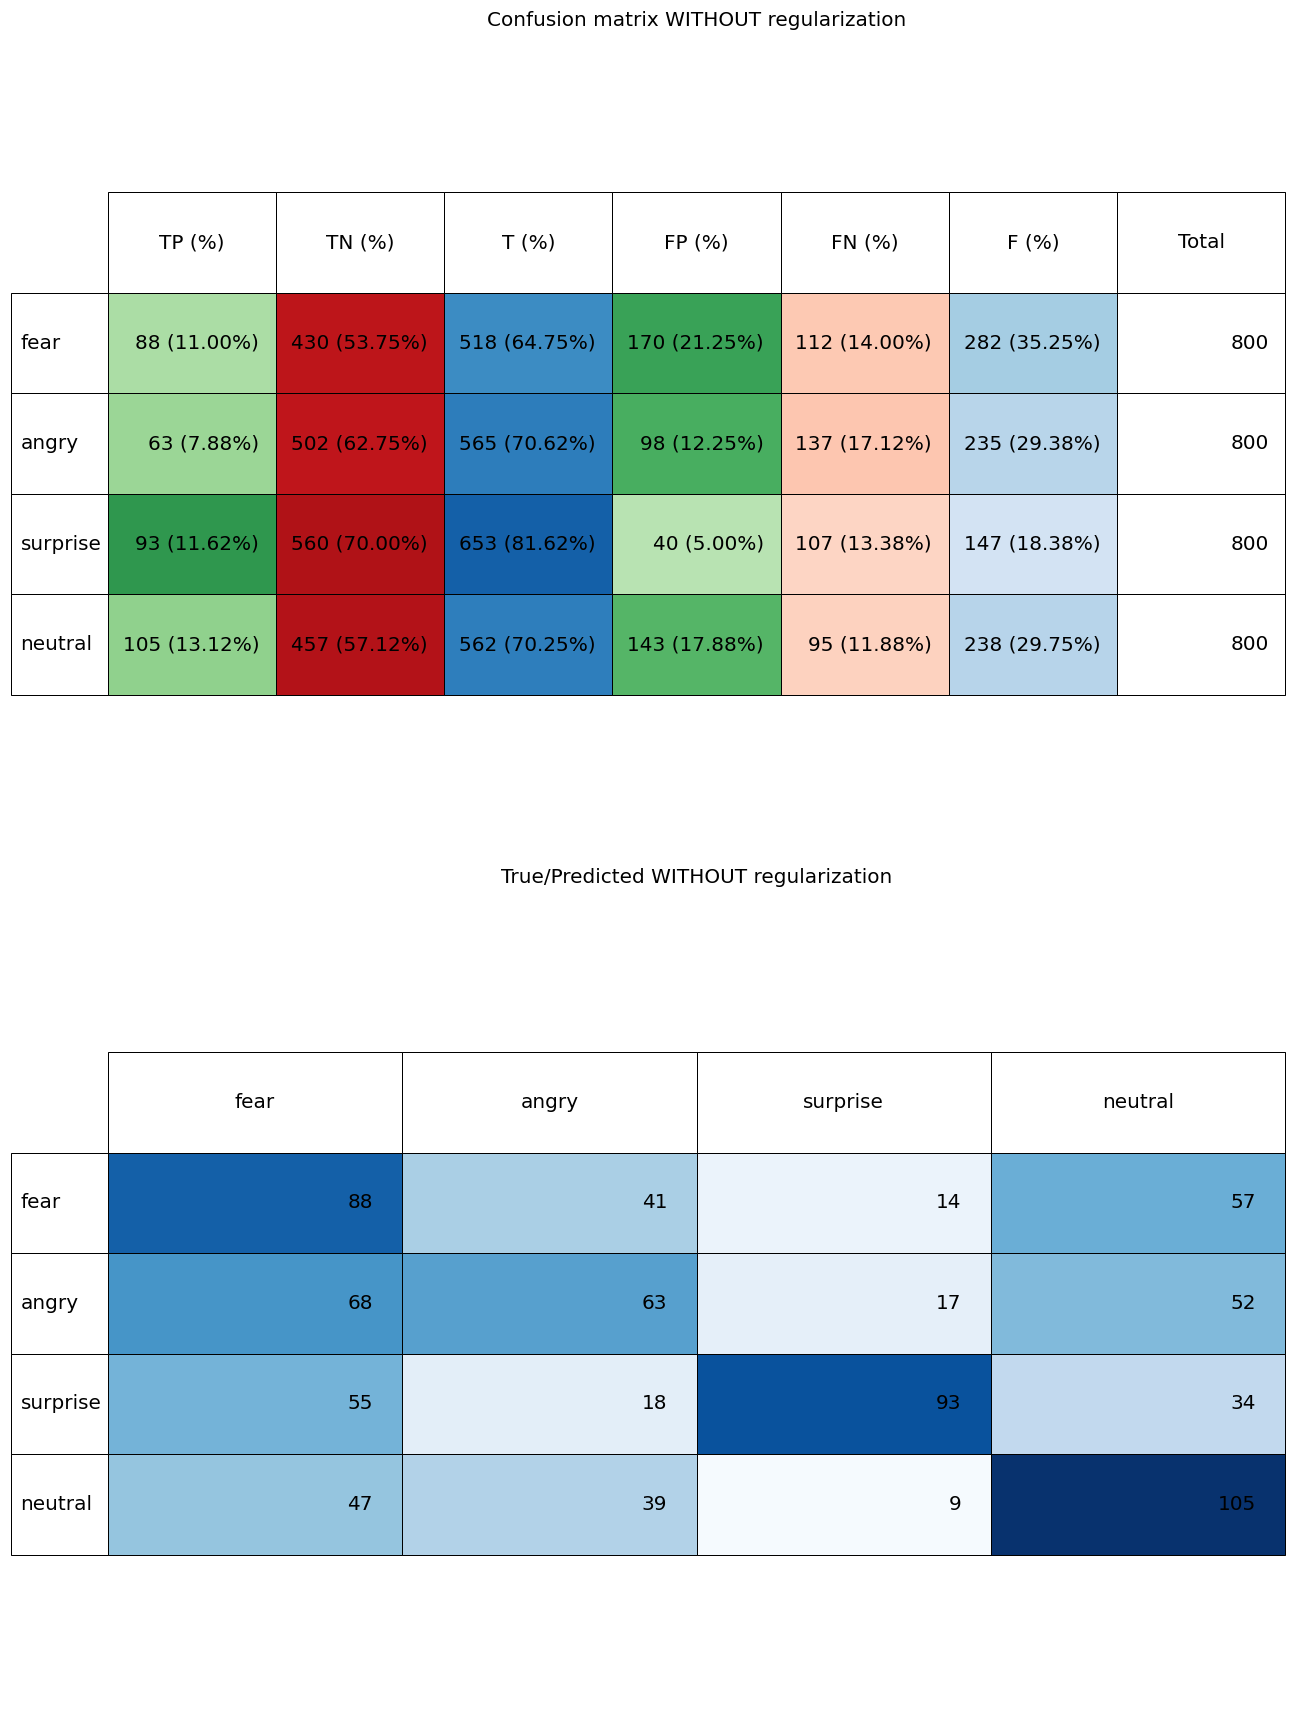 Confusion matrix WITHOUT regularization
TP (%) TN (%) T (%) FP (%) FN (%) F (%) Total
fear 88 (11.00%) 430 (53.75%) 518 (64.75%) 170 (21.25%) 112 (14.00%) 282 (35.25%) 800
angry 63 (7.88%) 502 (62.75%) 565 (70.62%) 98 (12.25%) 137 (17.12%) 235 (29.38%) 800
surprise 93 (11.62%) 560 (70.00%) 653 (81.62%) 40 (5.00%) 107 (13.38%) 147 (18.38%) 800
neutral 105 (13.12%) 457 (57.12%) 562 (70.25%) 143 (17.88%) 95 (11.88%) 238 (29.75%) 800
True/Predicted WITHOUT regularization
fear angry surprise neutral
fear 88 41 14 57
angry 68 63 17 52
surprise 55 18 93 34
neutral 47 39 9 105